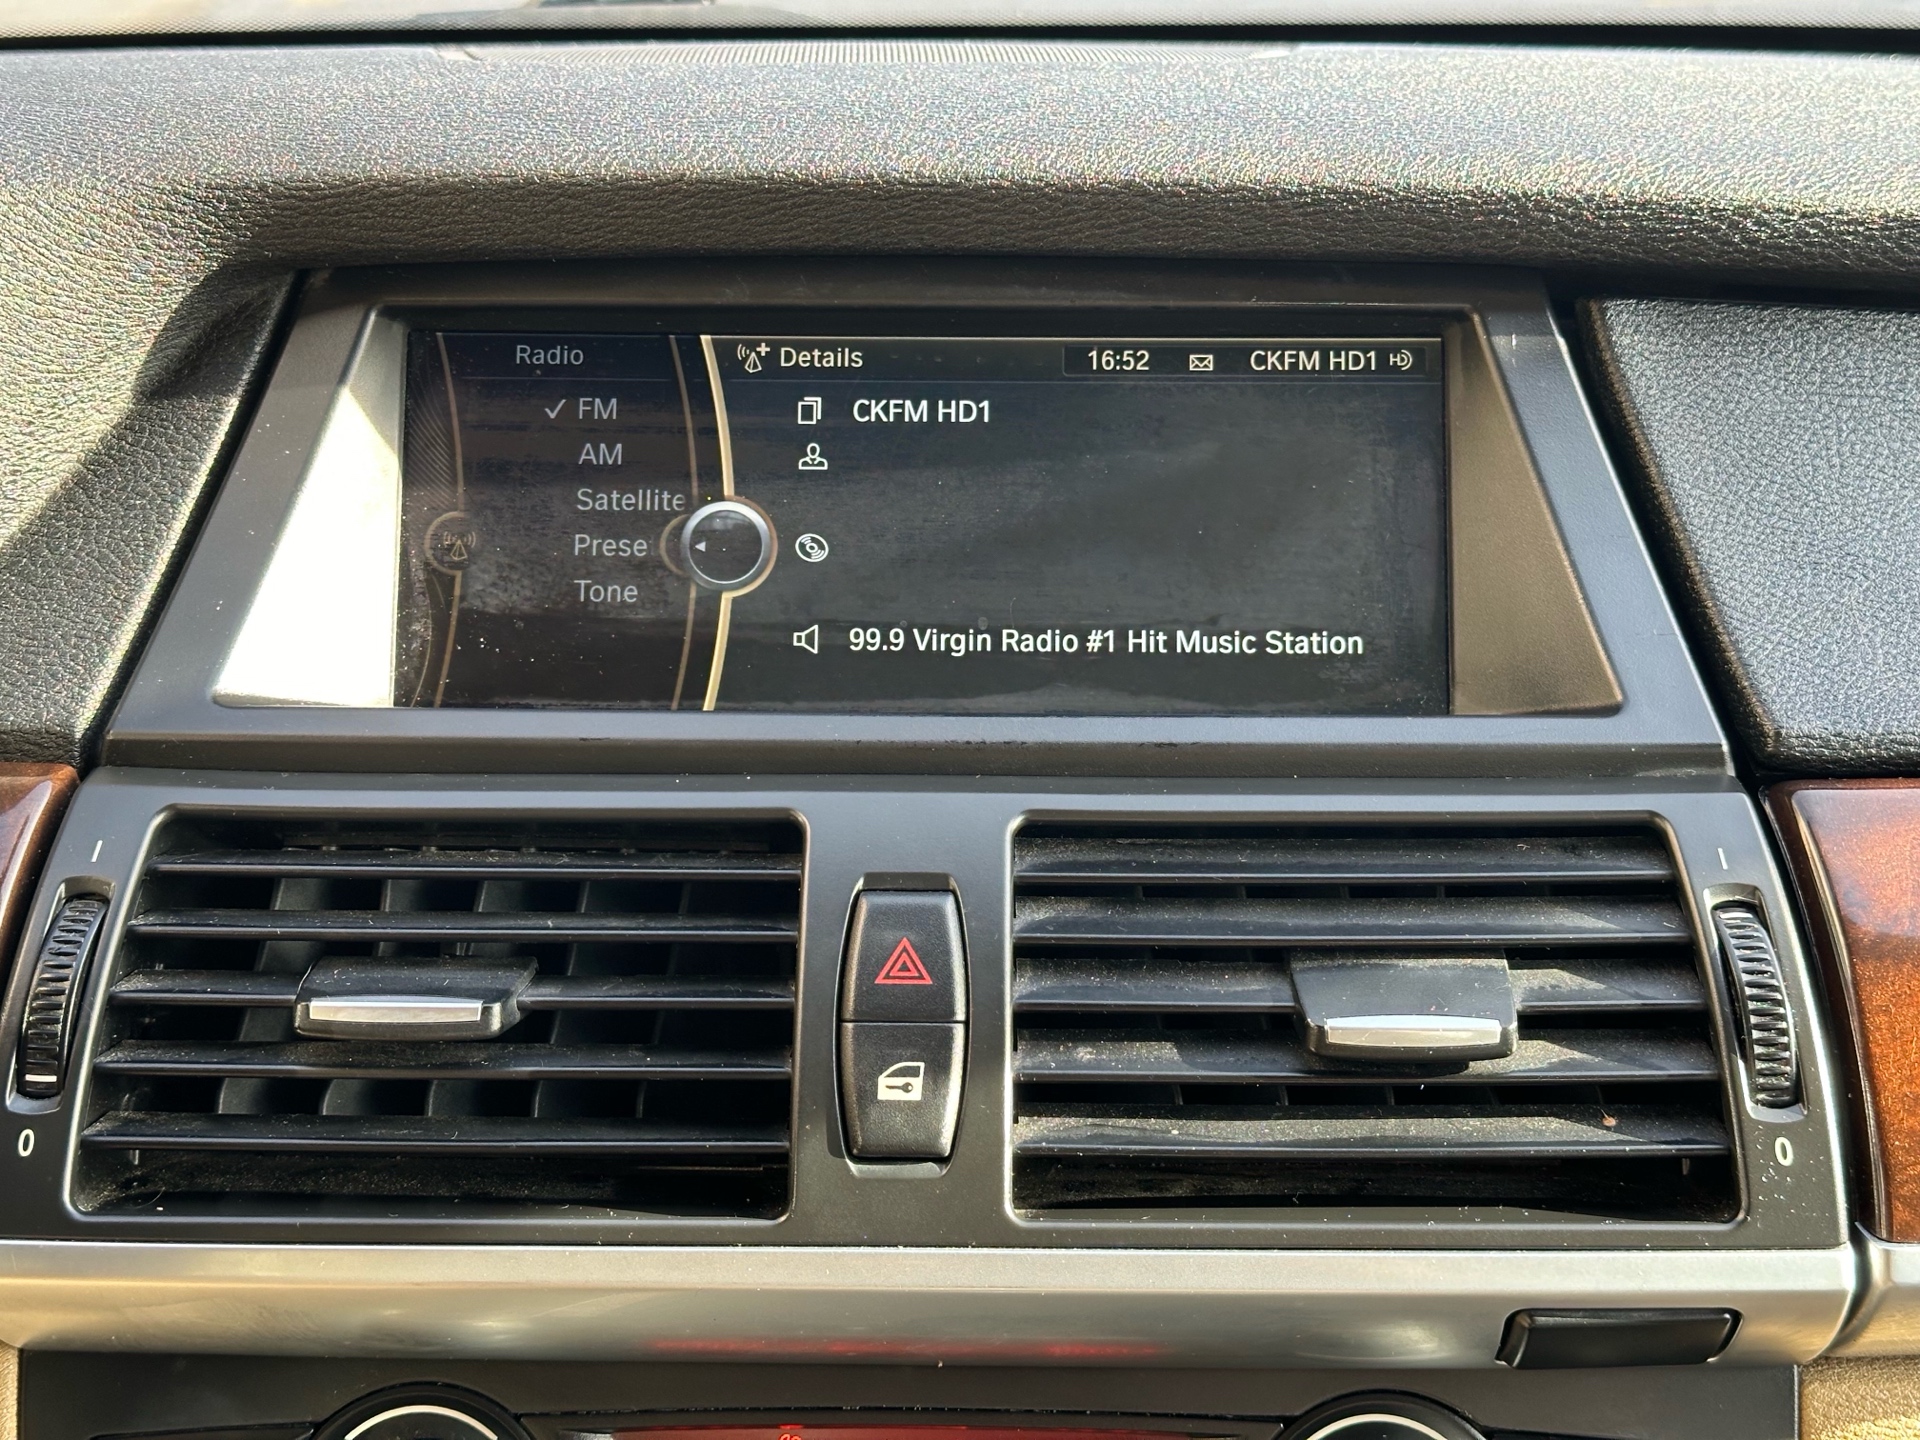 Radio
Details
16:52
CKFM HD1 HD
FM
AM
Satellite
Prese
Tone
CKFM HD1
99.9 Virgin Radio #1 Hit Music Station
0
0